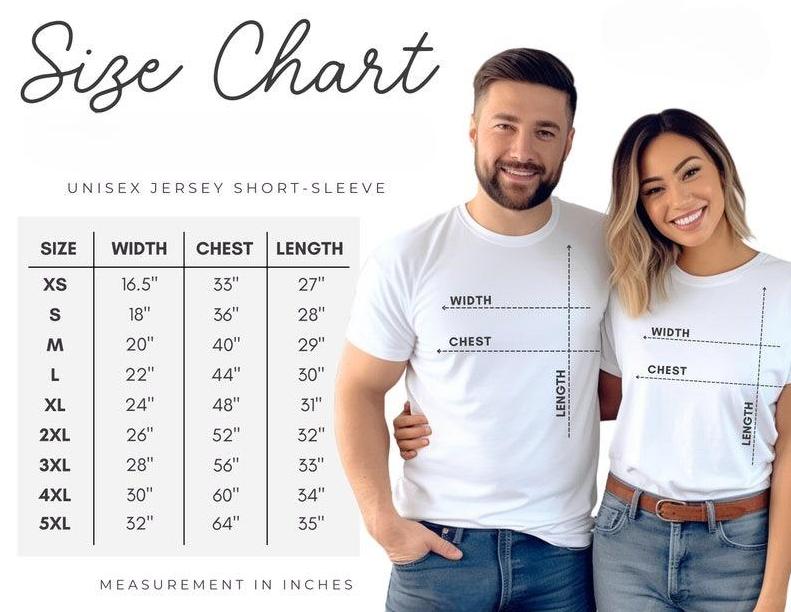 Size Chart
UNISEX JERSEY SHORT-SLEEVE
SIZE WIDTH CHEST LENGTH
XS 16.5" 33" 27"
S 18" 36" 28"
M 20" 40" 29"
L 22" 44" 30"
XL 24" 48" 31"
2XL 26" 52" 32"
3XL 28" 56" 33"
4XL 30" 60" 34"
5XL 32" 64" 35"
MEASUREMENT IN INCHES
WIDTH
CHEST
LENGTH
WIDTH
CHEST
LENGTH